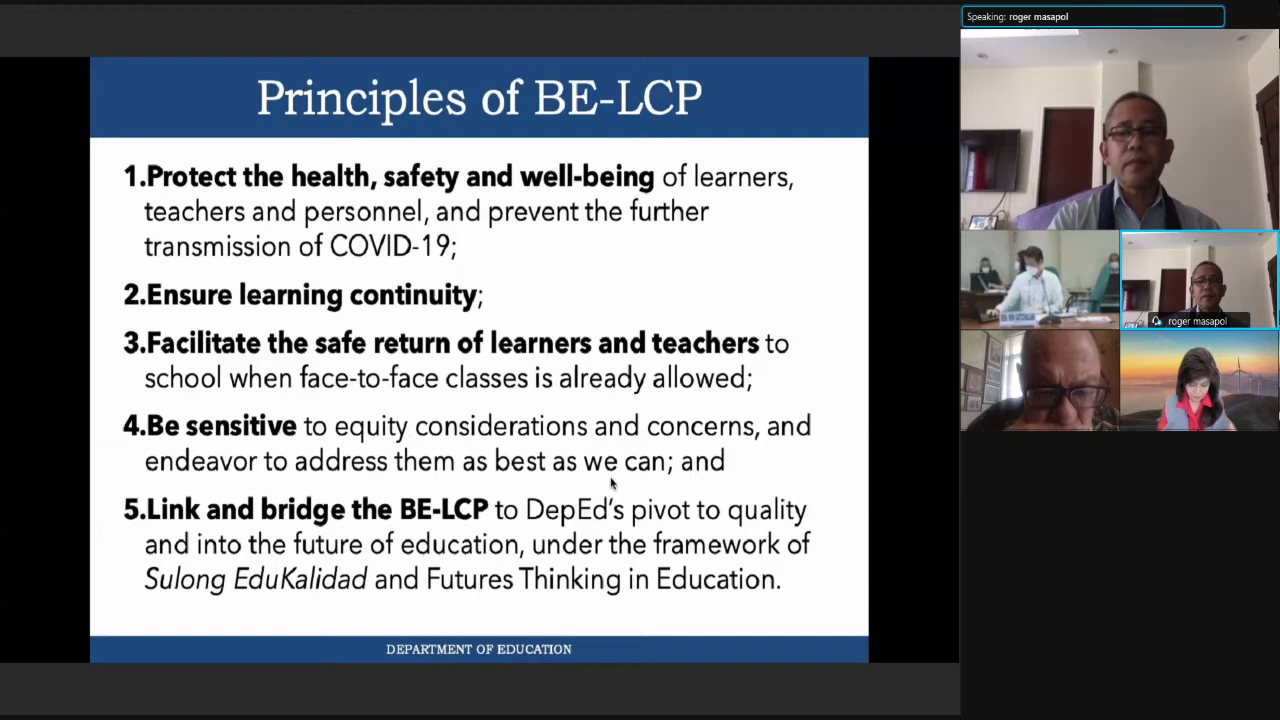 Speaking: roger masapol
Principles of BE-LCP
1.Protect the health, safety and well-being of learners,
teachers and personnel, and prevent the further
transmission of COVID-19;
2.Ensure learning continuity;
3.Facilitate the safe return of learners and teachers to
school when face-to-face classes is already allowed;
4.Be sensitive to equity considerations and concerns, and
endeavor to address them as best as we can; and
5.Link and bridge the BE-LCP to DepEd's pivot to quality
and into the future of education, under the framework of
Sulong EduKalidad and Futures Thinking in Education.
DEPARTMENT OF EDUCATION
roger masapol